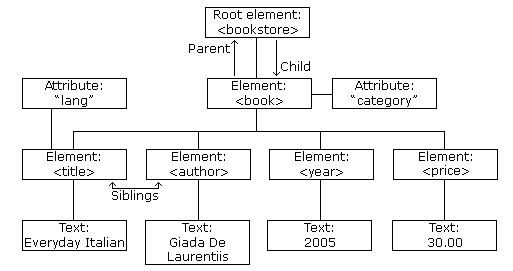 Root element:
<bookstore>
Parent
Child
Attribute:
"lang"
Element:
<book>
Attribute:
"category"
Element:
<title>
Element:
<author>
Element:
<year>
Element:
<price>
Siblings
Text:
Everyday Italian
Text:
Giada De
Laurentiis
Text:
2005
Text:
30.00